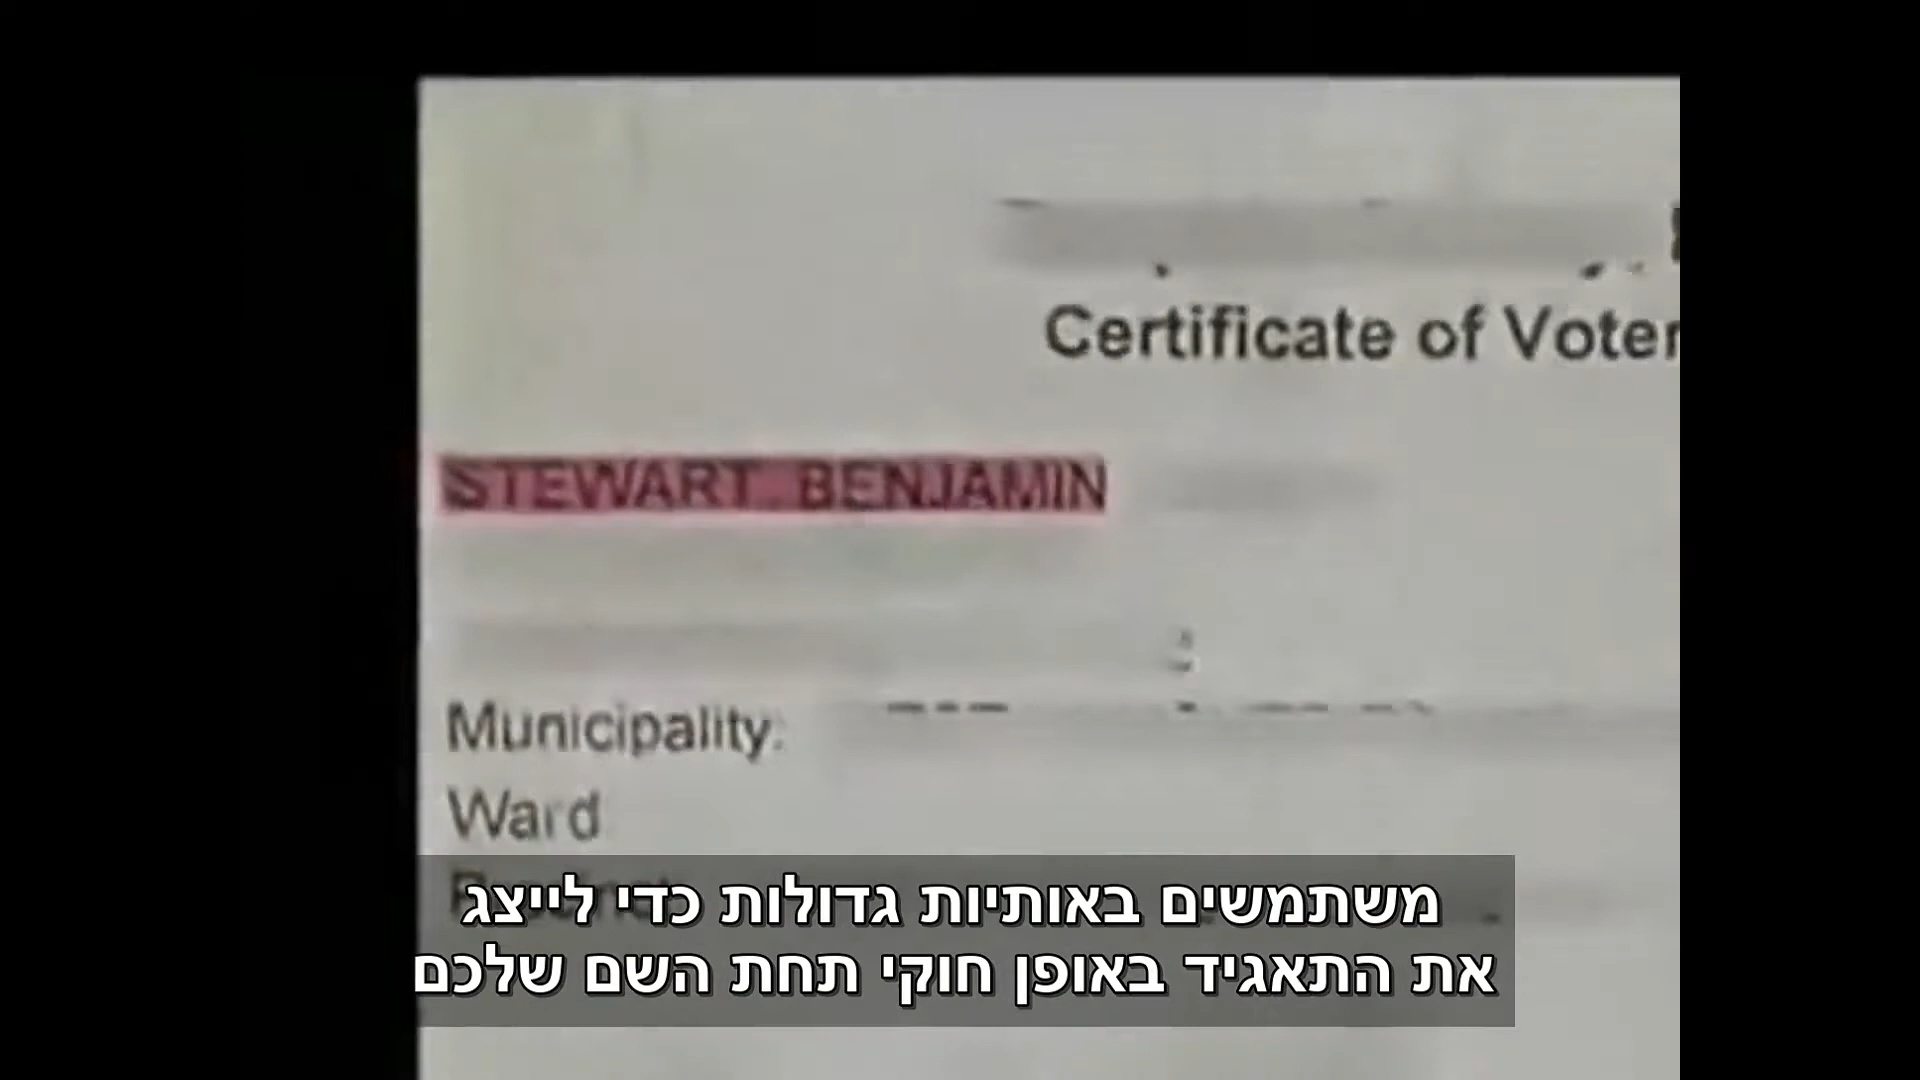 Certificate of Voter
STEWART BENJAMIN
Municipality:
Ward
משתמשים באותיות גדולות כדי לייצג
את התאגיד באופן חוקי תחת השם שלכם